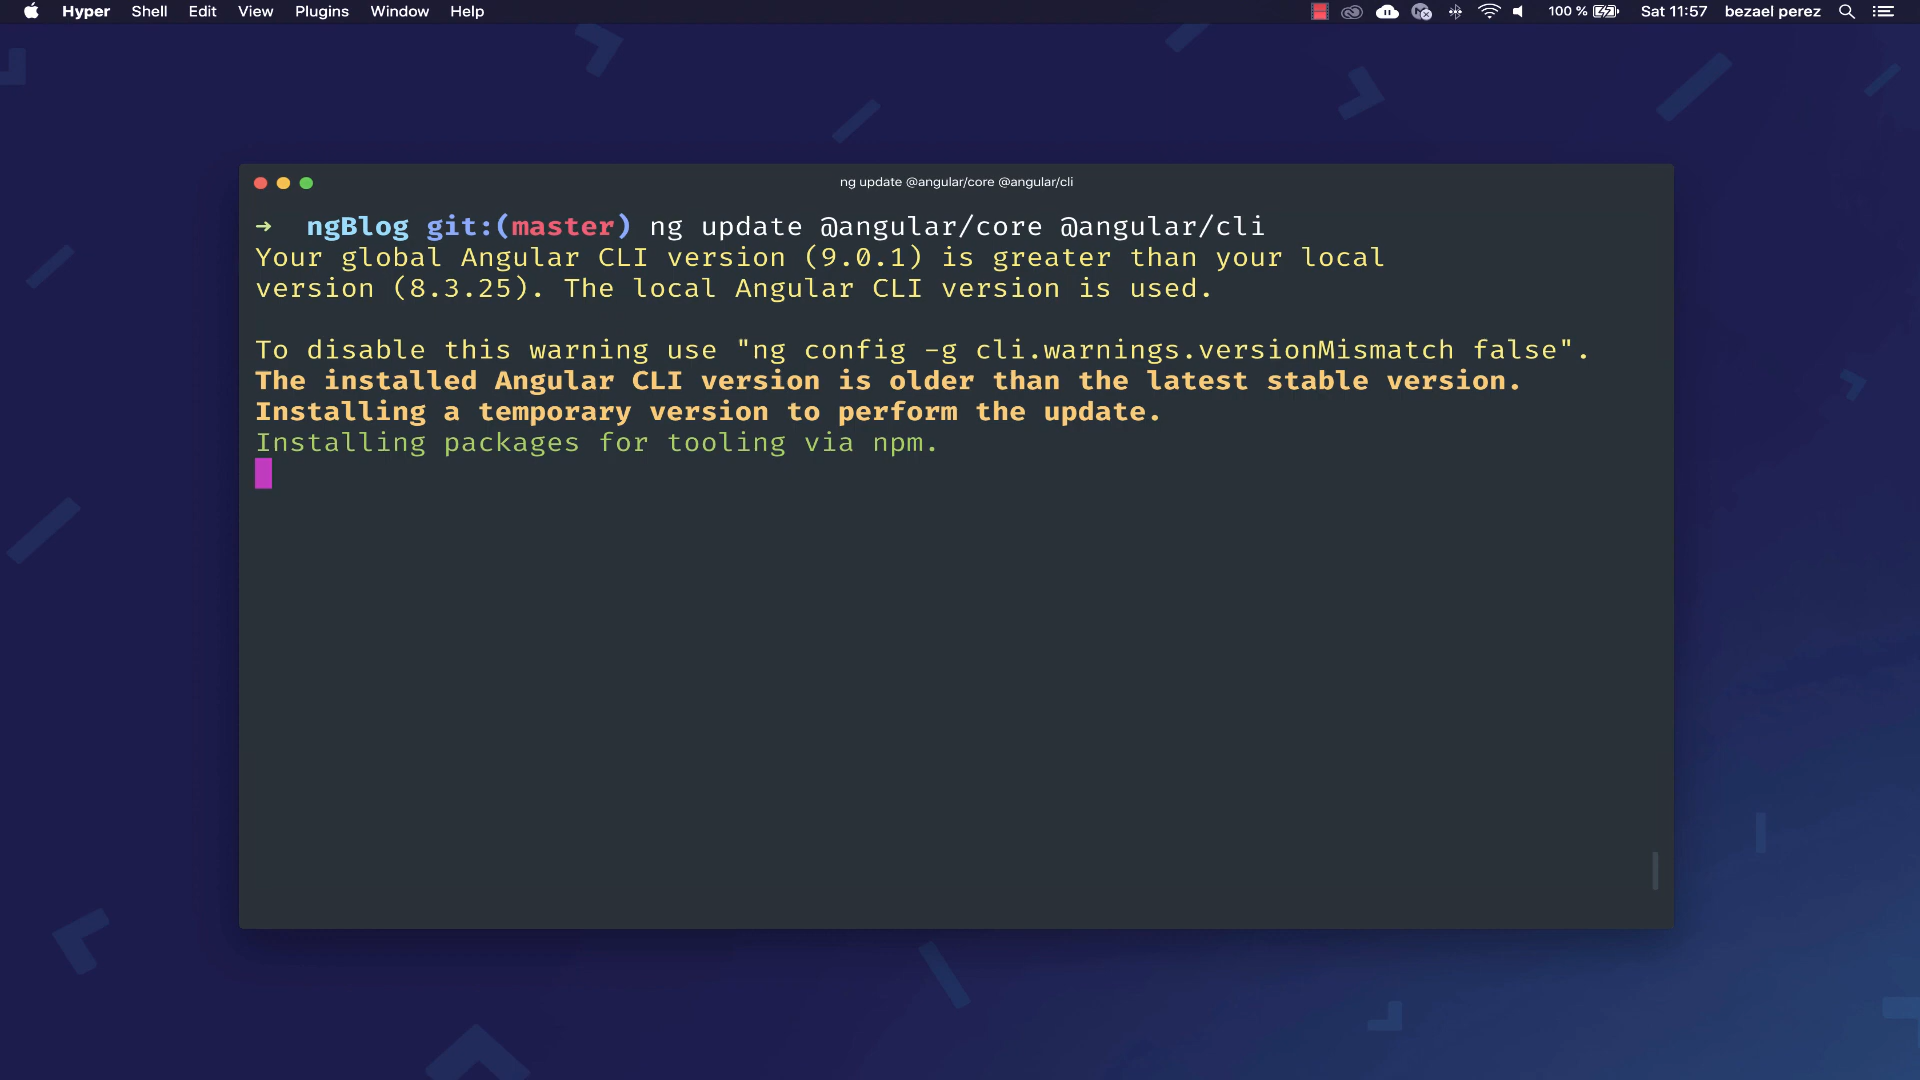 Hyper Shell Edit View Plugins Window Help 100 % Sat 11:57 bezael perez
ng update @angular/core @angular/cli
➜ ngBlog git:(master) ng update @angular/core @angular/cli
Your global Angular CLI version (9.0.1) is greater than your local
version (8.3.25). The local Angular CLI version is used.
To disable this warning use "ng config -g cli.warnings.versionMismatch false".
The installed Angular CLI version is older than the latest stable version.
Installing a temporary version to perform the update.
Installing packages for tooling via npm.